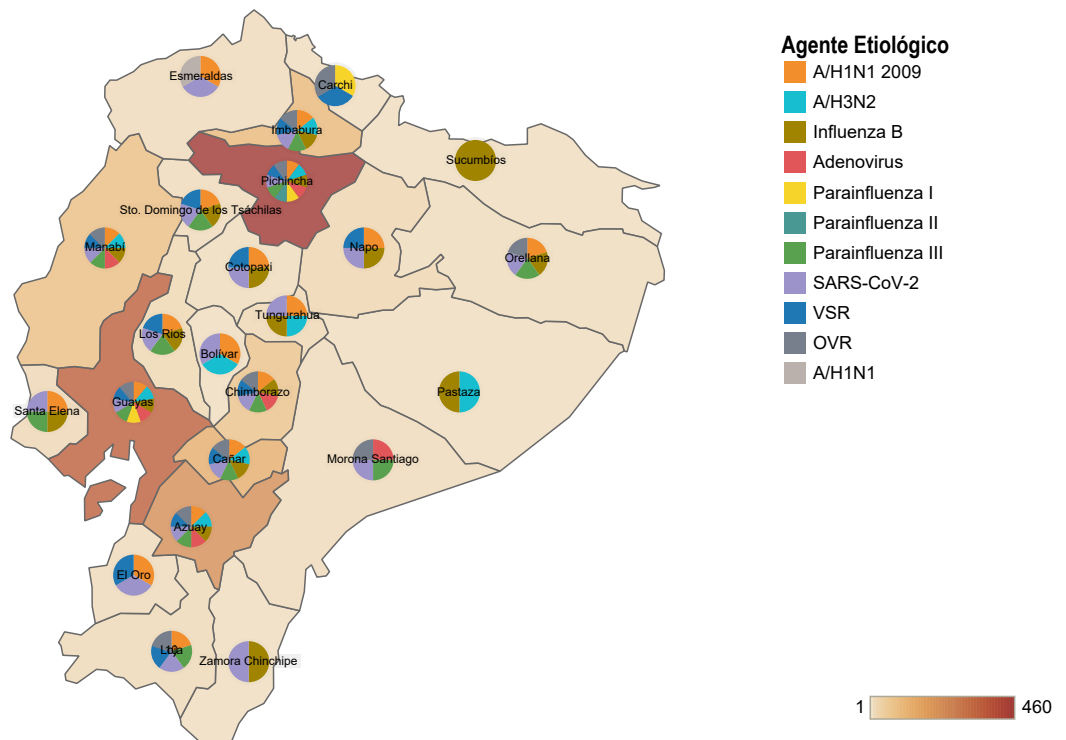 Agente Etiológico
A/H1N1 2009
A/H3N2
Influenza B
Adenovirus
Parainfluenza I
Parainfluenza II
Parainfluenza III
SARS-CoV-2
VSR
OVR
A/H1N1
Esmeraldas
Carchi
Imbabura
Sucumbíos
Pichincha
Sto. Domingo de los Tsáchilas
Manabí
Napo
Orellana
Cotopaxi
Tungurahua
Los Rios
Bolívar
Chimborazo
Pastaza
Guayas
Santa Elena
Cañar
Morona Santiago
Azuay
El Oro
Zamora Chinchipe
1
460